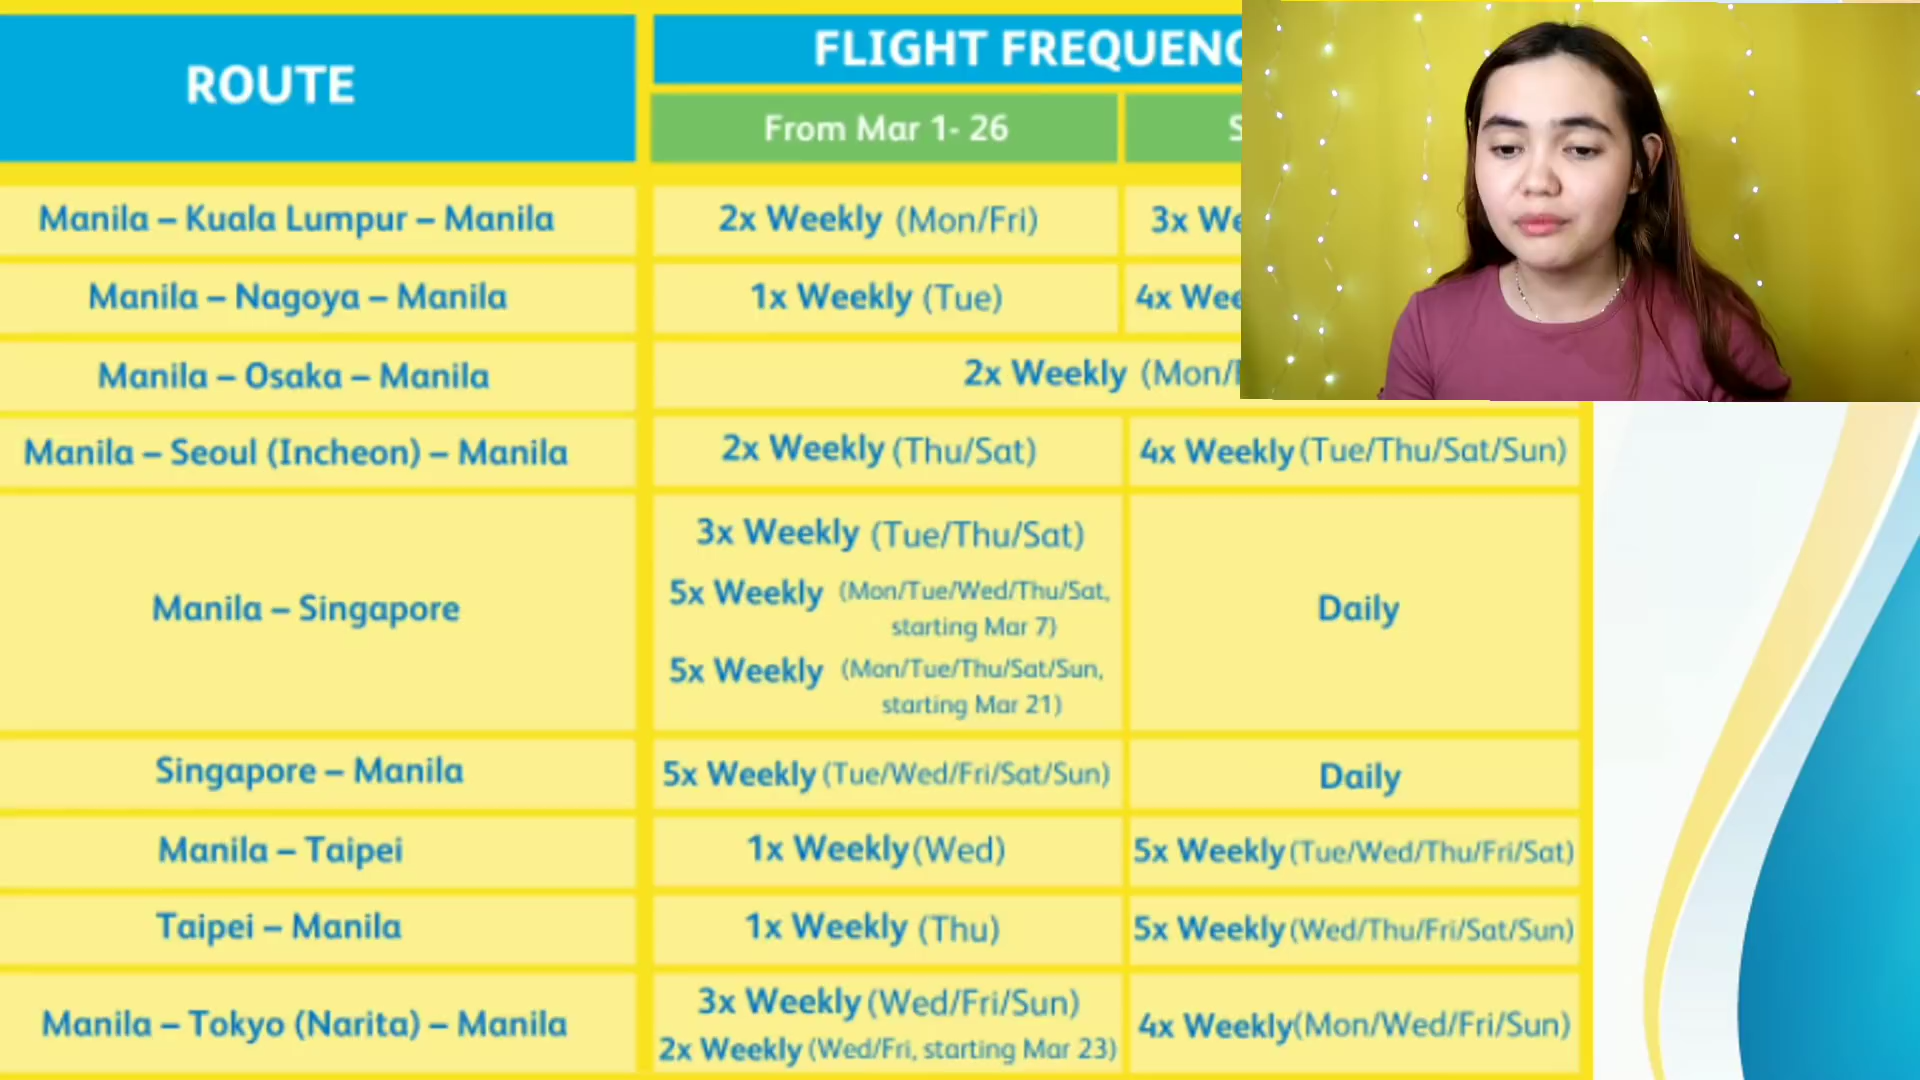 ROUTE
FLIGHT
From Mar 1- 26
Manila – Kuala Lumpur – Manila
2x Weekly (Mon/Fri)
3x
Manila – Nagoya – Manila
1x Weekly (Tue)
4x
Manila – Osaka – Manila
2x Weekly (Mon/
Manila – Seoul (Incheon) – Manila
2x Weekly (Thu/Sat)
4x Weekly (Tue/Thu/Sat/Sun)
Manila – Singapore
3x Weekly (Tue/Thu/Sat)
5x Weekly (Mon/Tue/Wed/Thu/Sat,
starting Mar 7)
5x Weekly (Mon/Tue/Thu/Sat/Sun,
starting Mar 21)
Daily
Singapore – Manila
5x Weekly (Tue/Wed/Fri/Sat/Sun)
Daily
Manila – Taipei
1x Weekly (Wed)
5x Weekly (Tue/Wed/Thu/Fri/Sat)
Taipei – Manila
1x Weekly (Thu)
5x Weekly (Wed/Thu/Fri/Sat/Sun)
Manila – Tokyo (Narita) – Manila
3x Weekly (Wed/Fri/Sun)
2x Weekly (Wed/Fri, starting Mar 23)
4x Weekly (Mon/Wed/Fri/Sun)